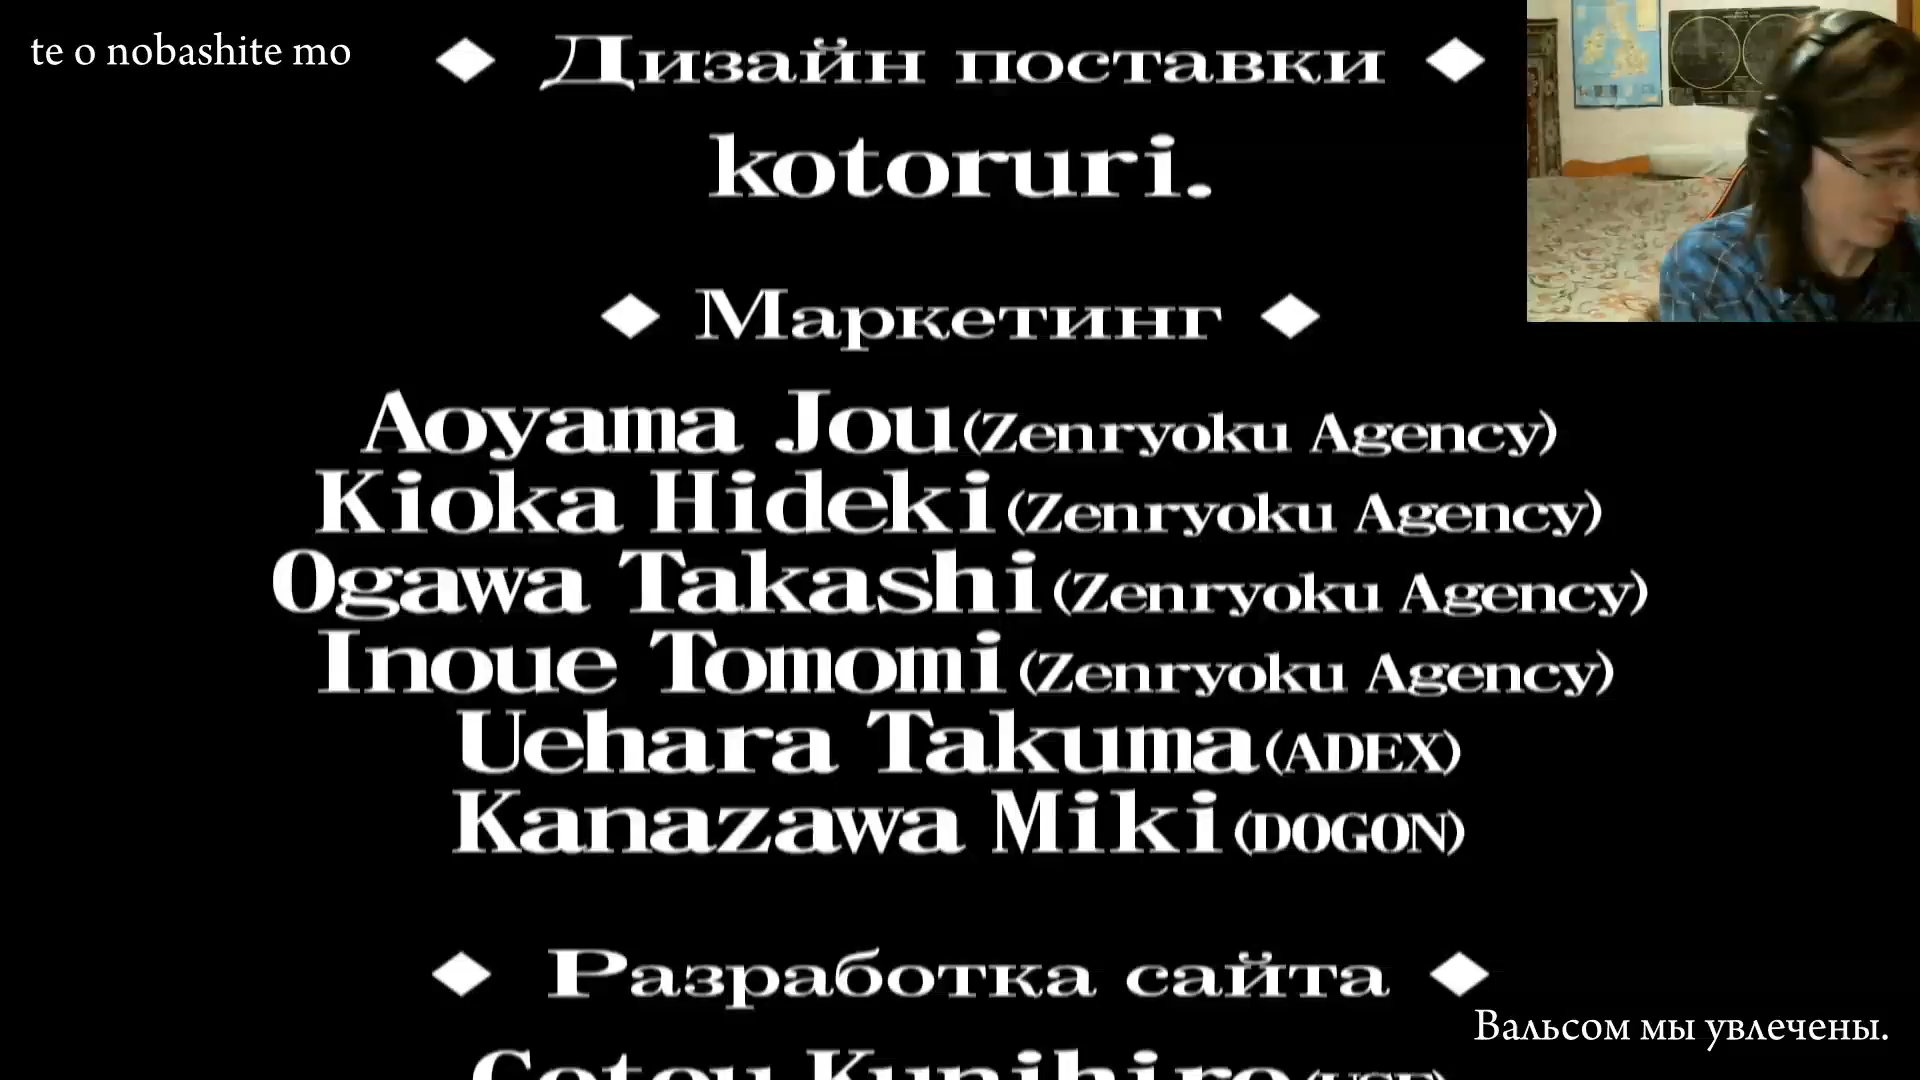 te o nobashite mo
◆ Дизайн поставки ◆
kotoruri.
◆ Маркетинг ◆
Aoyama Jou(Zenryoku Agency)
Kioka Hideki(Zenryoku Agency)
Ogawa Takashi(Zenryoku Agency)
Inoue Tomomi(Zenryoku Agency)
Uehara Takuma(ADEX)
Kanazawa Miki(DOGON)
◆ Разработка сайта ◆
Вальсом мы увлечены.